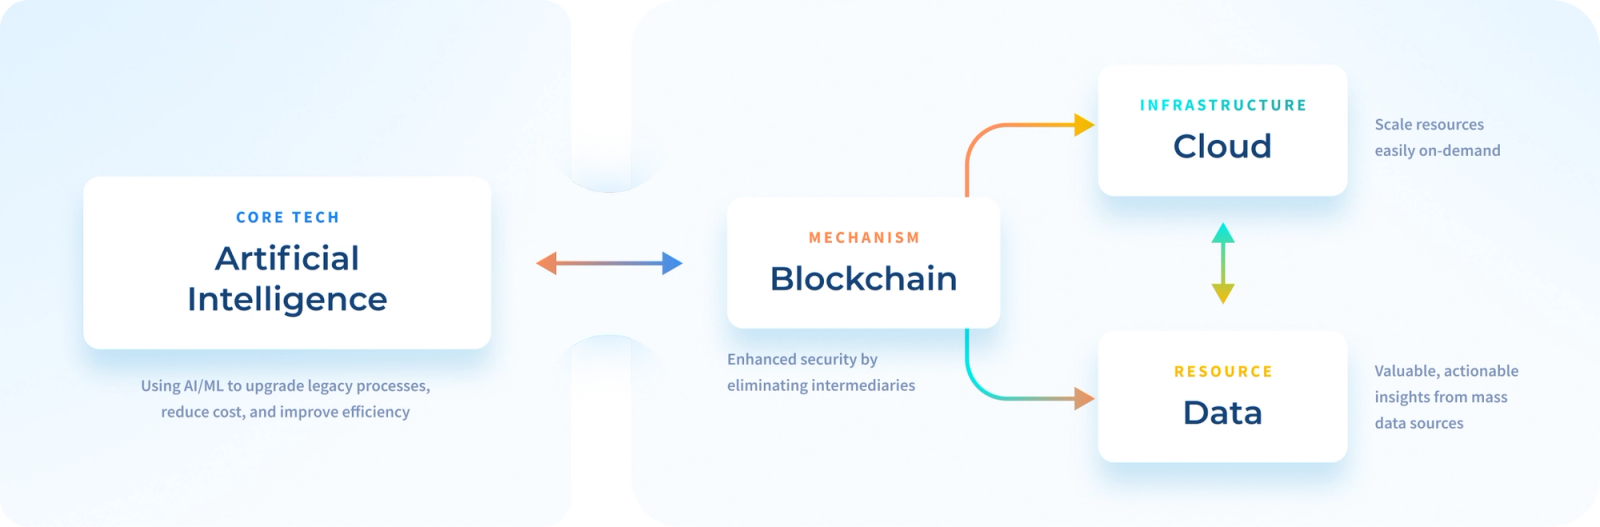 CORE TECH
Artificial
Intelligence
Using AI/ML to upgrade legacy processes,
reduce cost, and improve efficiency
MECHANISM
Blockchain
Enhanced security by
eliminating intermediaries
INFRASTRUCTURE
Cloud
Scale resources
easily on-demand
RESOURCE
Data
Valuable, actionable
insights from mass
data sources